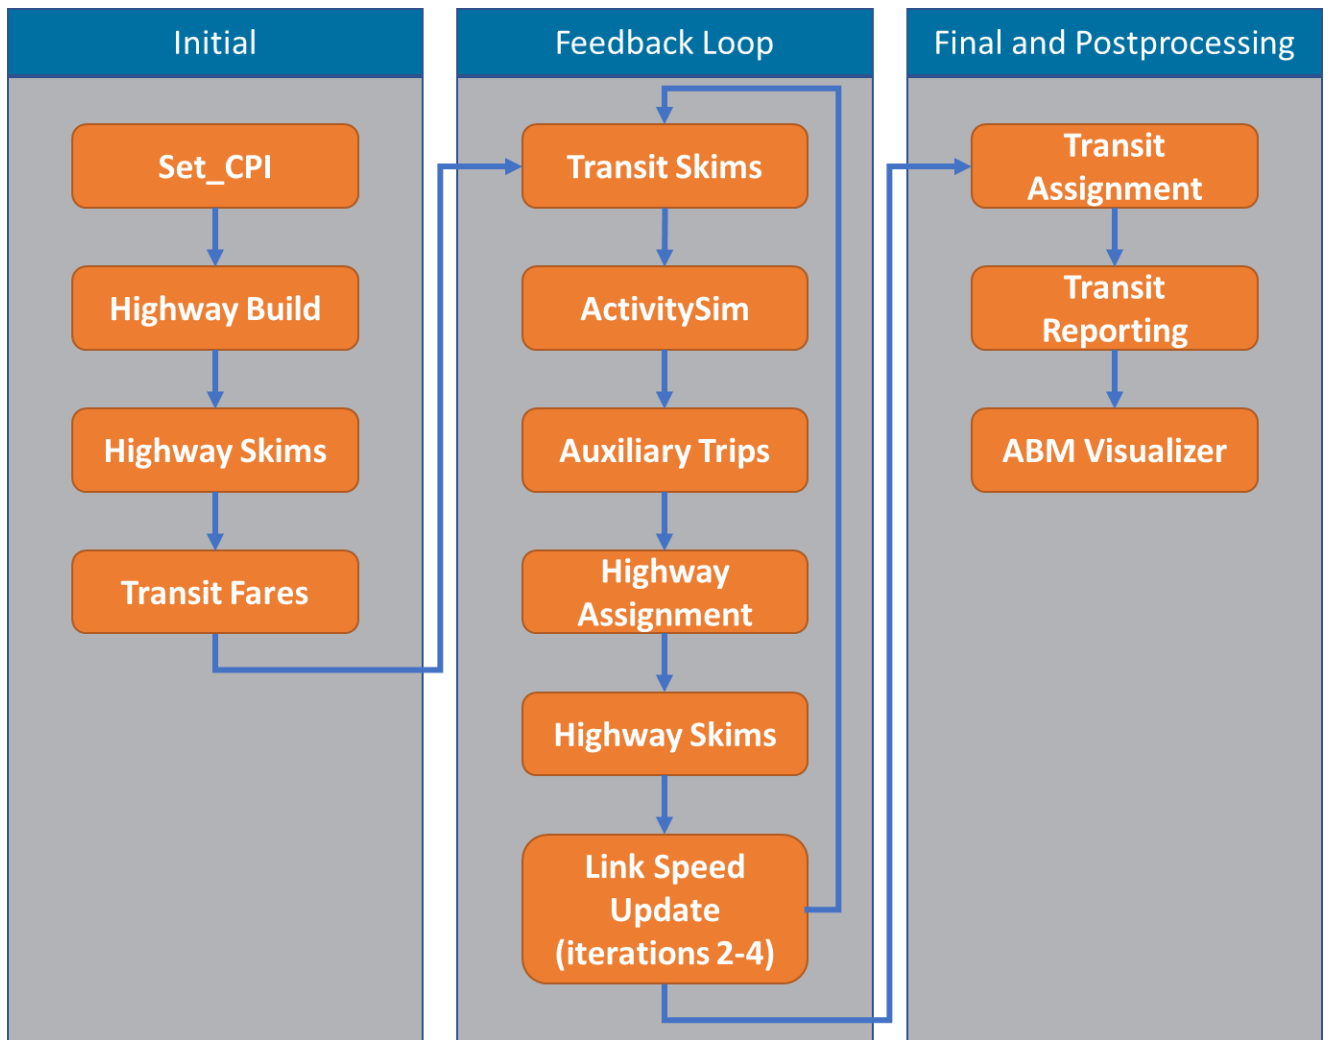 Initial
Set_CPI
Highway Build
Highway Skims
Transit Fares
Feedback Loop
Transit Skims
ActivitySim
Auxiliary Trips
Highway
Assignment
Highway Skims
Link Speed
Update
(iterations 2-4)
Final and Postprocessing
Transit
Assignment
Transit
Reporting
ABM Visualizer